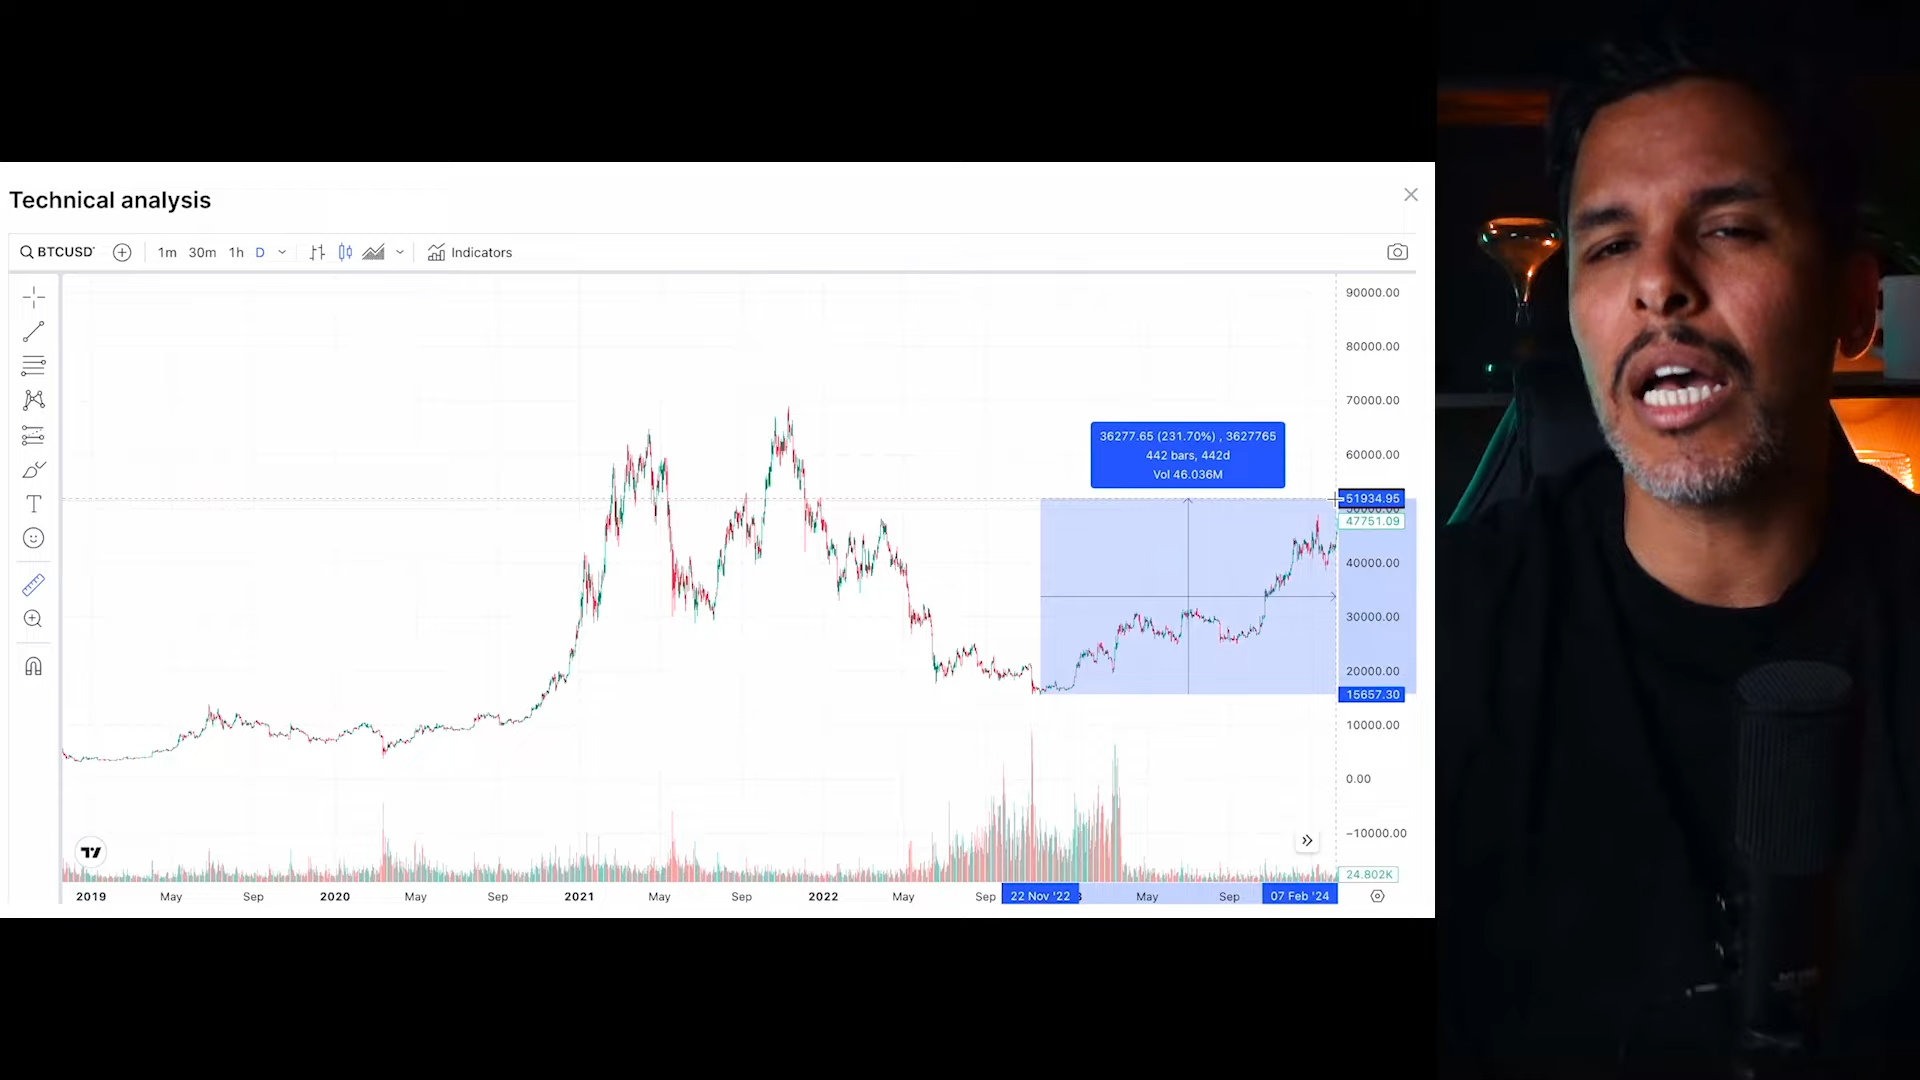 Technical analysis
BTCUSD
1m 30m 1h D
Indicators
90000.00
80000.00
70000.00
36277.65 (231.70%) , 3627765
442 bars, 442d
Vol 46.036M
60000.00
51934.95
47751.09
40000.00
30000.00
20000.00
15657.30
10000.00
0.00
−10000.00
24.802K
2019 May Sep 2020 May Sep 2021 May Sep 2022 May Sep 22 Nov '22 May Sep 07 Feb '24